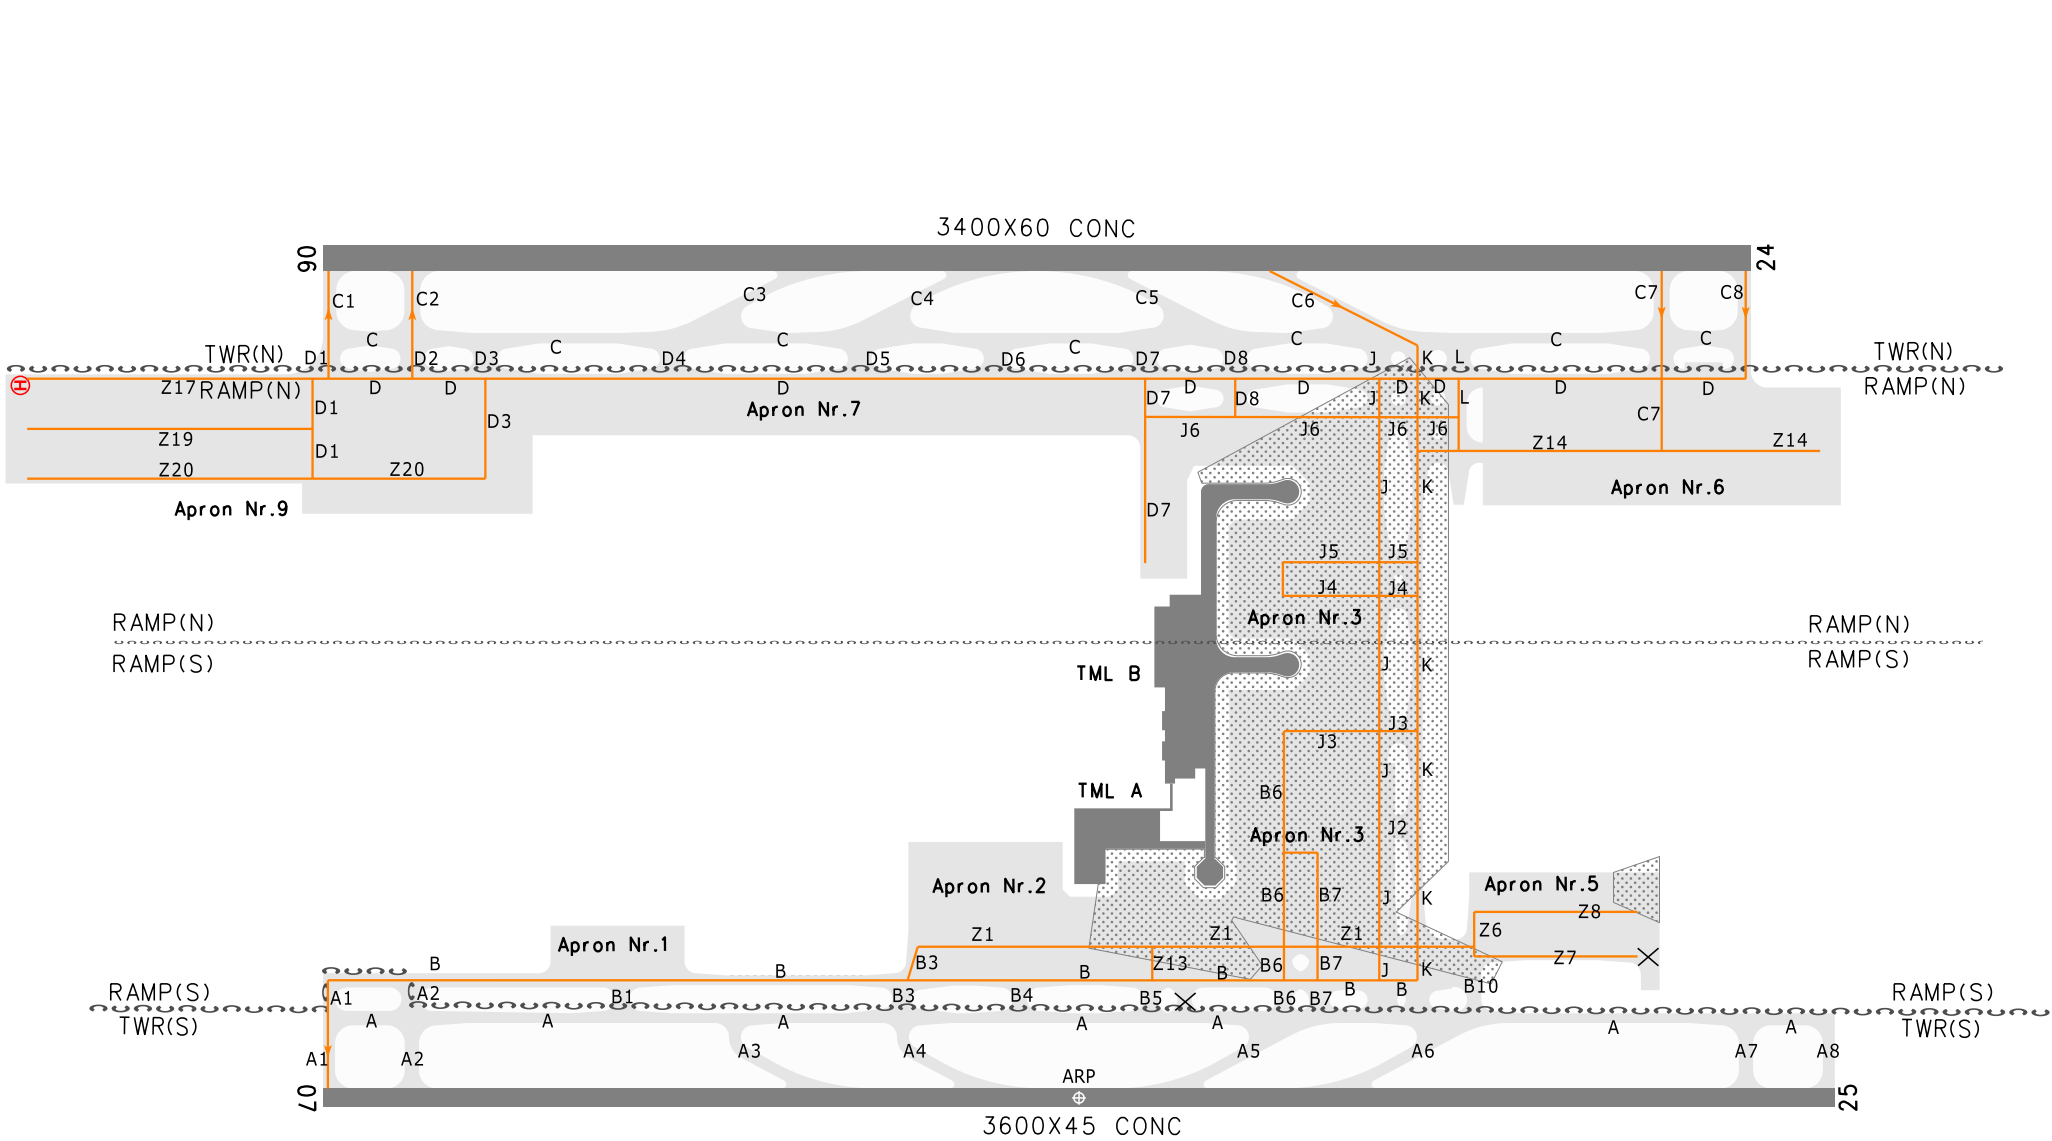 3400X60 CONC
06
24
C1
C2
C3
C4
C5
C6
C7
C8
C
C
C
C
C
C
C
TWR(N)
D1
D2
D3
D4
D5
D6
D7
D8
J
K
L
TWR(N)
H
Z17
RAMP(N)
D
D
D
D
D
D
D
D
D
RAMP(N)
D1
D3
Apron Nr.7
D7
D8
J
K
L
C7
Z19
D1
J6
J6
J6
J6
Z14
Z14
Z20
Z20
Apron Nr.9
J
K
Apron Nr.6
D7
J5
J5
J4
J4
Apron Nr.3
RAMP(N)
RAMP(N)
RAMP(S)
RAMP(S)
TML B
J
K
J3
J3
J
K
TML A
B6
J2
Apron Nr.3
Apron Nr.2
Apron Nr.5
B6
B7
J
K
Z8
Apron Nr.1
Z1
Z1
Z1
Z6
B
B
B3
B
Z13
B
B6
B7
J
K
Z7
RAMP(S)
A1
A2
B1
B3
B4
B5
B6
B7
B
B
B10
RAMP(S)
TWR(S)
A
A
A
A
A
A
A
TWR(S)
A1
A2
A3
A4
A5
A6
A7
A8
ARP
07
25
3600X45 CONC